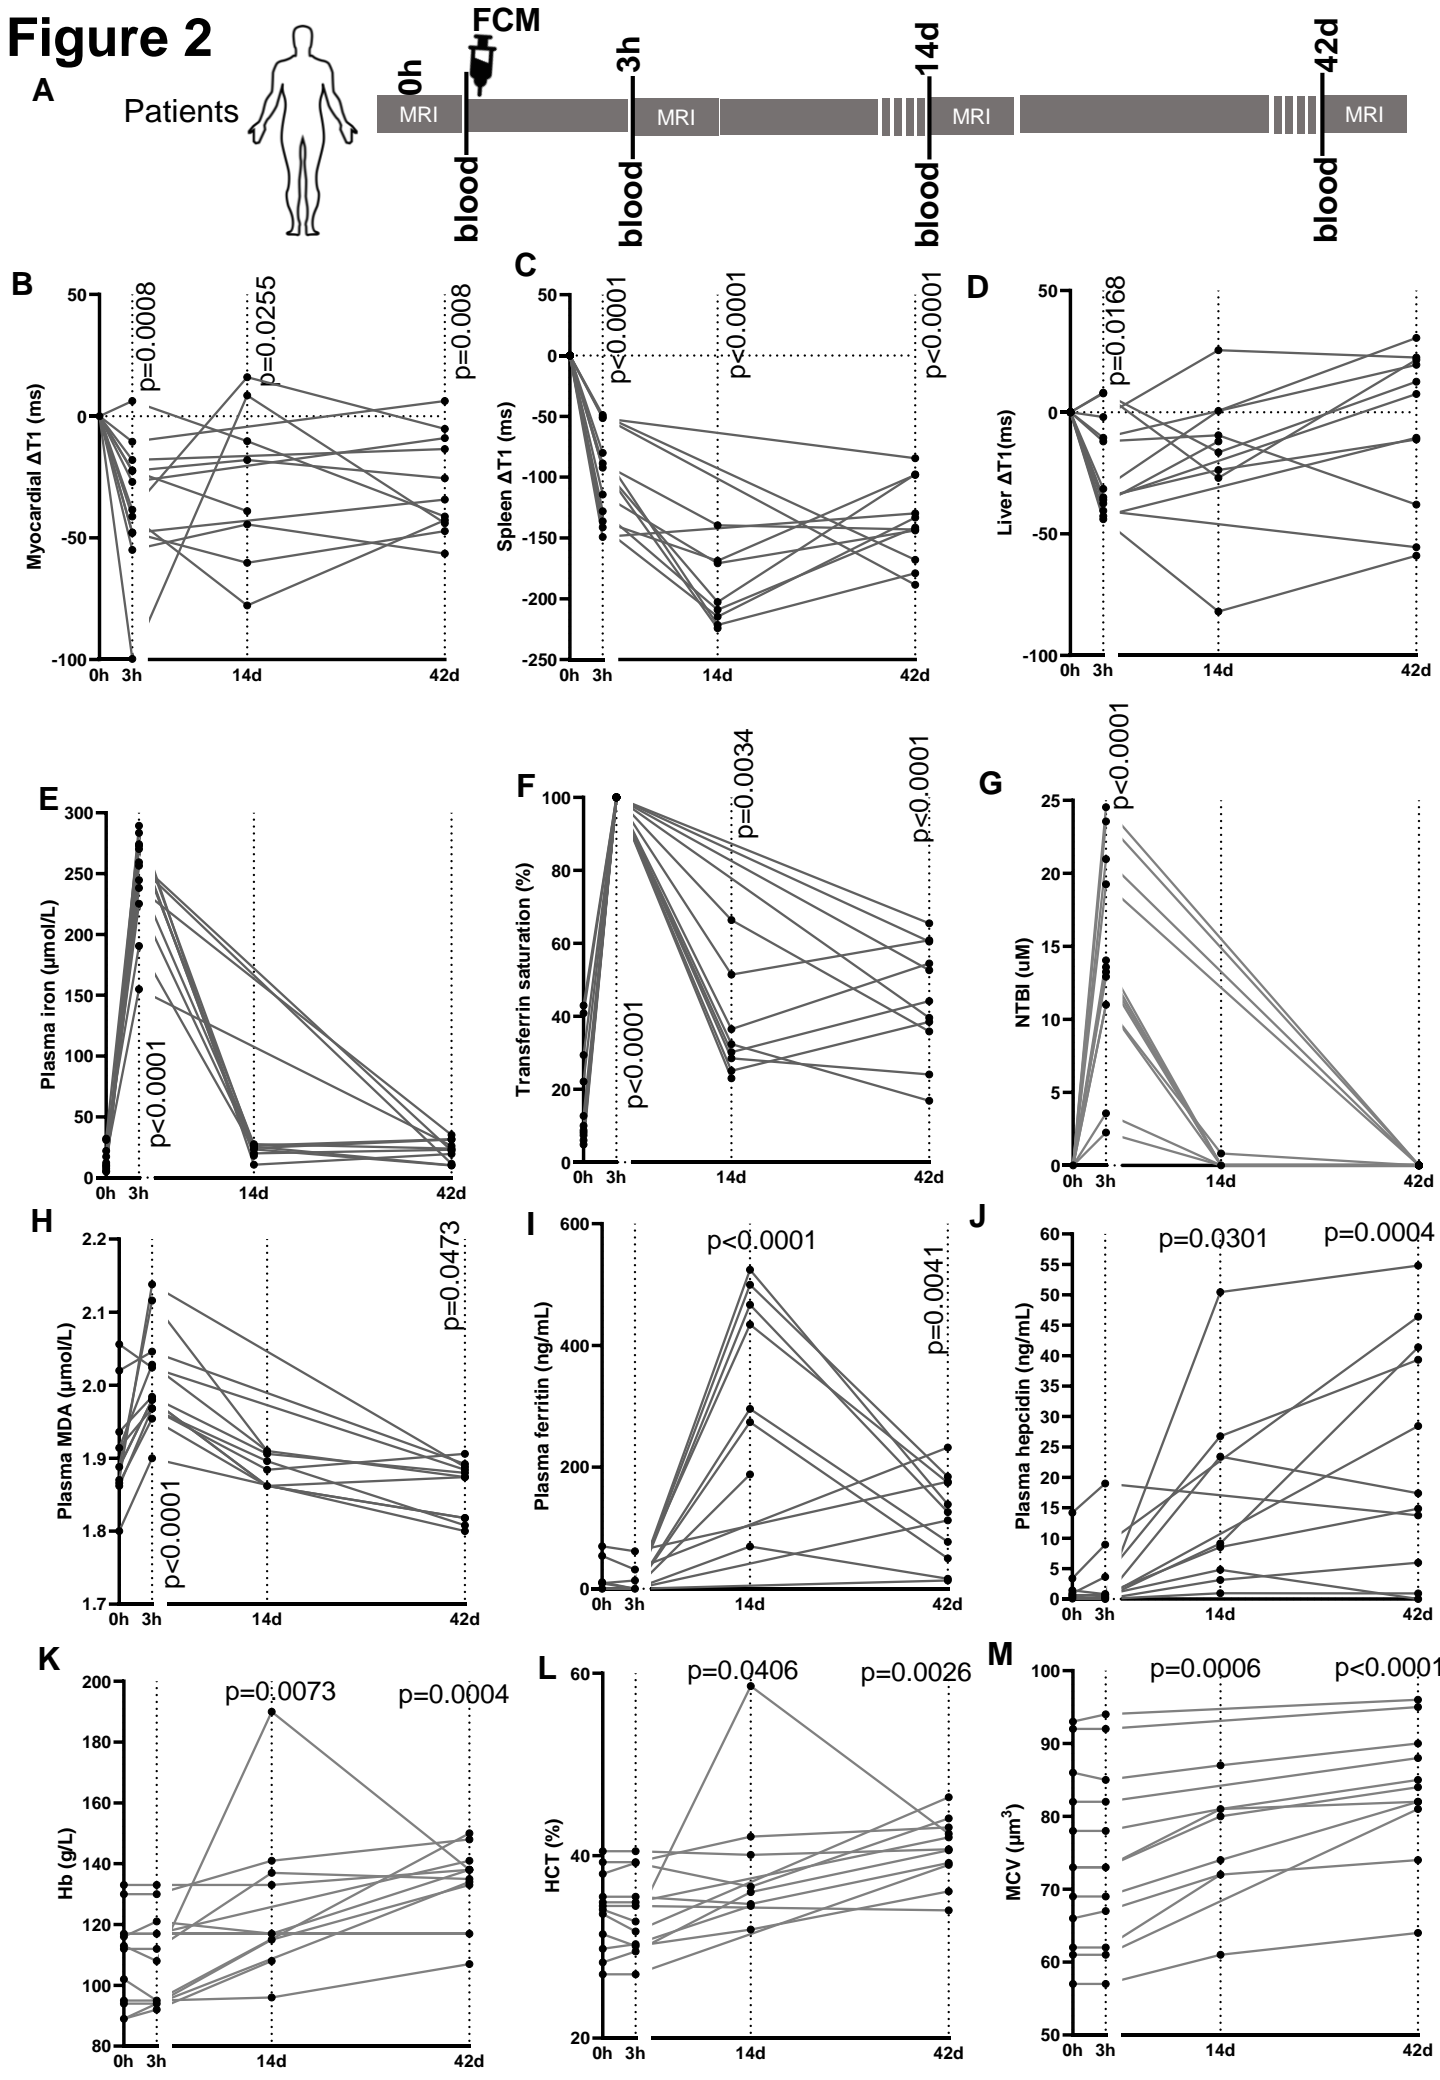 Figure 2
FCM
A
Patients
0h
3h
14d
42d
MRI
MRI
MRI
MRI
blood
blood
blood
blood
B
p=0.0008
p=0.0255
p=0.008
Myocardial ΔT1 (ms)
50
0
-50
-100
0h
3h
14d
42d
C
p<0.0001
p<0.0001
p<0.0001
Spleen ΔT1 (ms)
50
0
-50
-100
-150
-200
-250
0h
3h
14d
42d
D
p=0.0168
Liver ΔT1(ms)
50
0
-50
-100
0h
3h
14d
42d
E
Plasma iron (µmol/L)
300
250
200
150
100
50
0
p<0.0001
0h
3h
14d
42d
F
Transferrin saturation (%)
100
80
60
40
20
0
p<0.0001
p=0.0034
p<0.0001
0h
3h
14d
42d
G
NTBI (uM)
25
20
15
10
5
0
p<0.0001
0h
3h
14d
42d
H
Plasma MDA (µmol/L)
2.2
2.1
2.0
1.9
1.8
1.7
p<0.0001
p=0.0473
0h
3h
14d
42d
I
Plasma ferritin (ng/mL)
600
400
200
0
p<0.0001
p=0.0041
0h
3h
14d
42d
J
Plasma hepcidin (ng/mL)
60
55
50
45
40
35
30
25
20
15
10
5
0
p=0.0301
p=0.0004
0h
3h
14d
42d
K
Hb (g/L)
200
180
160
140
120
100
80
p=0.0073
p=0.0004
0h
3h
14d
42d
L
HCT (%)
60
40
20
p=0.0406
p=0.0026
0h
3h
14d
42d
M
MCV (µm³)
100
90
80
70
60
50
p=0.0006
p<0.0001
0h
3h
14d
42d